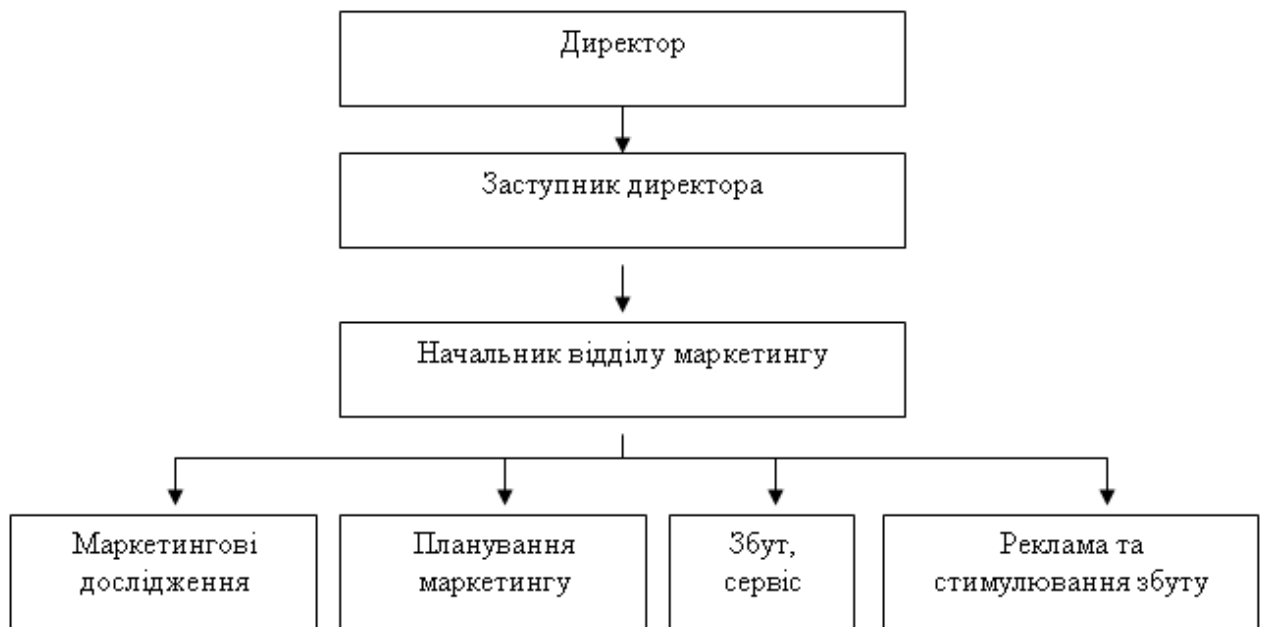 Директор
Заступник директора
Начальник відділу маркетингу
Маркетингові
дослідження
Планування
маркетингу
Збут,
сервіс
Реклама та
стимулювання збуту